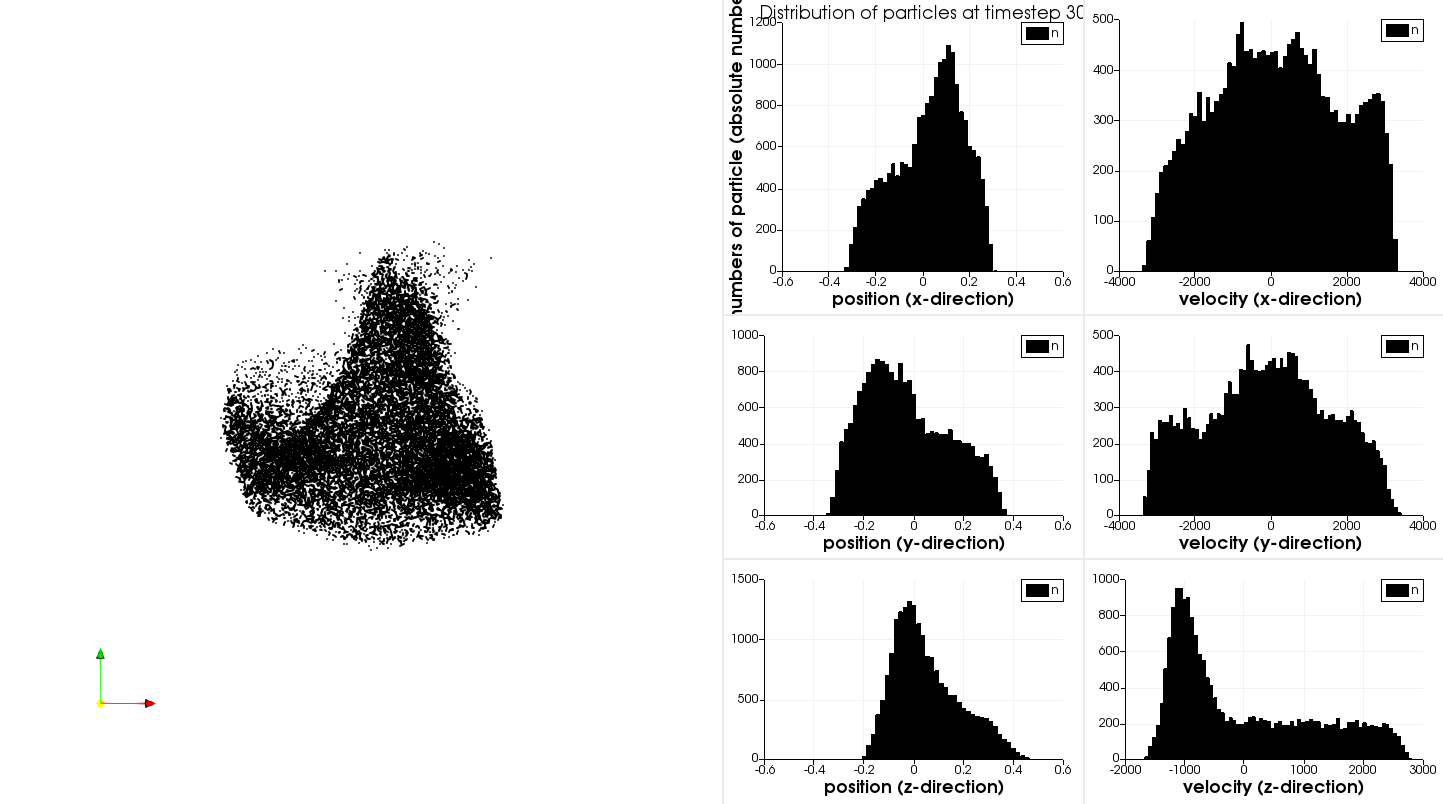 Distribution of particles at timestep 30
numbers of particle (absolute numbe
1200
1000
800
600
400
200
0
-0.6 -0.4 -0.2 0 0.2 0.4 0.6
position (x-direction)
n
500
400
300
200
100
0
-4000 -2000 0 2000 4000
velocity (x-direction)
n
1000
800
600
400
200
0
-0.6 -0.4 -0.2 0 0.2 0.4 0.6
position (y-direction)
n
500
400
300
200
100
0
-4000 -2000 0 2000 4000
velocity (y-direction)
n
1500
1000
500
0
-0.6 -0.4 -0.2 0 0.2 0.4 0.6
position (z-direction)
n
1000
800
600
400
200
0
-2000 -1000 0 1000 2000 3000
velocity (z-direction)
n